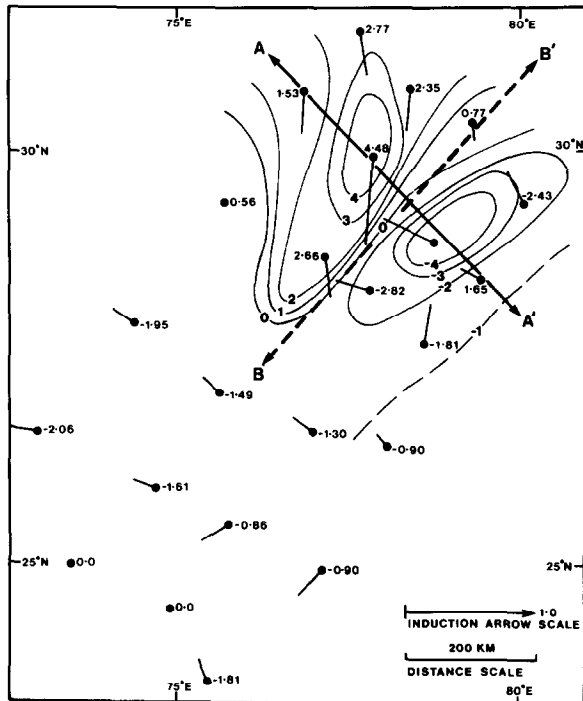 75°E 80°E
2·77
A B'
1·53 2·35
0·77
30°N 30°N
4·48
4
3
0·56 -2·43
0
2·66 -4
-3
-2
0 1 2 -2·82 1·65
-1·95 A'
-1
-1·81
B
-1·49
-2·06 -1·30
-0·90
-1·61
-0·86
25°N 0·0 -0·90 25°N
0·0
1·0
INDUCTION ARROW SCALE
200 KM
DISTANCE SCALE
-1·81
75°E 80°E